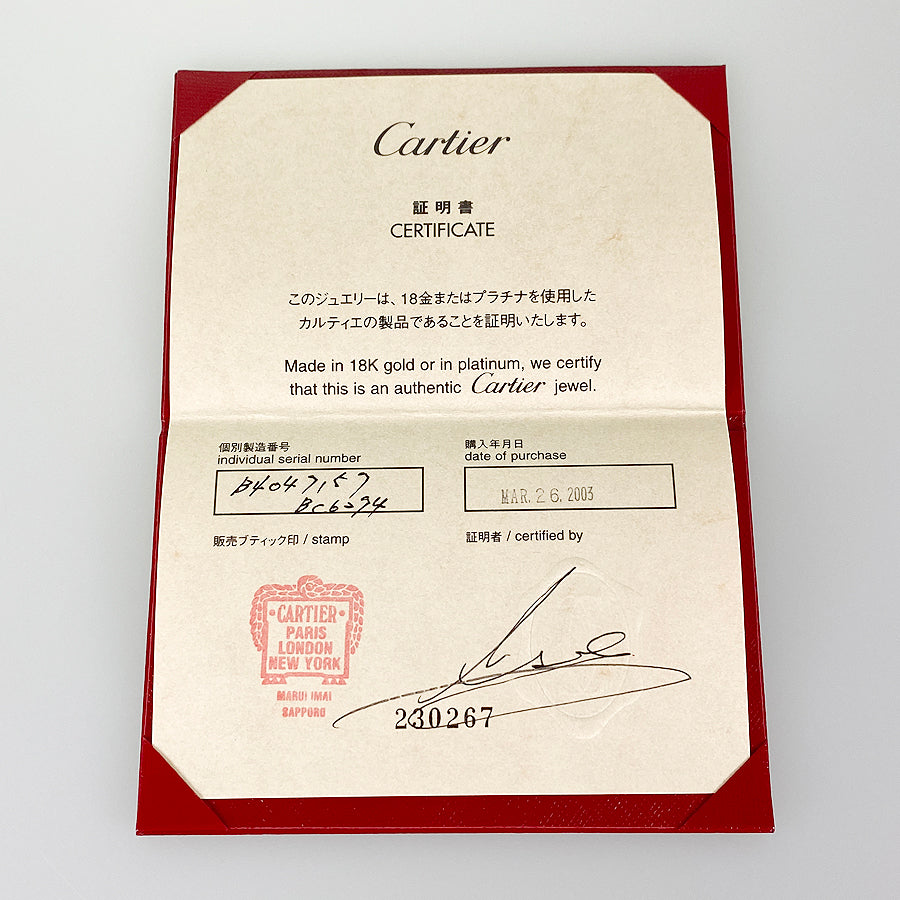 Cartier
証明書
CERTIFICATE
このジュエリーは、18金またはプラチナを使用した
カルティエの製品であることを証明いたします。
Made in 18K gold or in platinum, we certify
that this is an authentic Cartier jewel.
個別製造番号
individual serial number
B4047157
購入年月日
date of purchase
MAR. 26. 2003
販売ブティック印 / stamp
証明者 / certified by
·CARTIER·
PARIS
LONDON
NEW YORK
MARUI IMAI
SAPPORO
230267